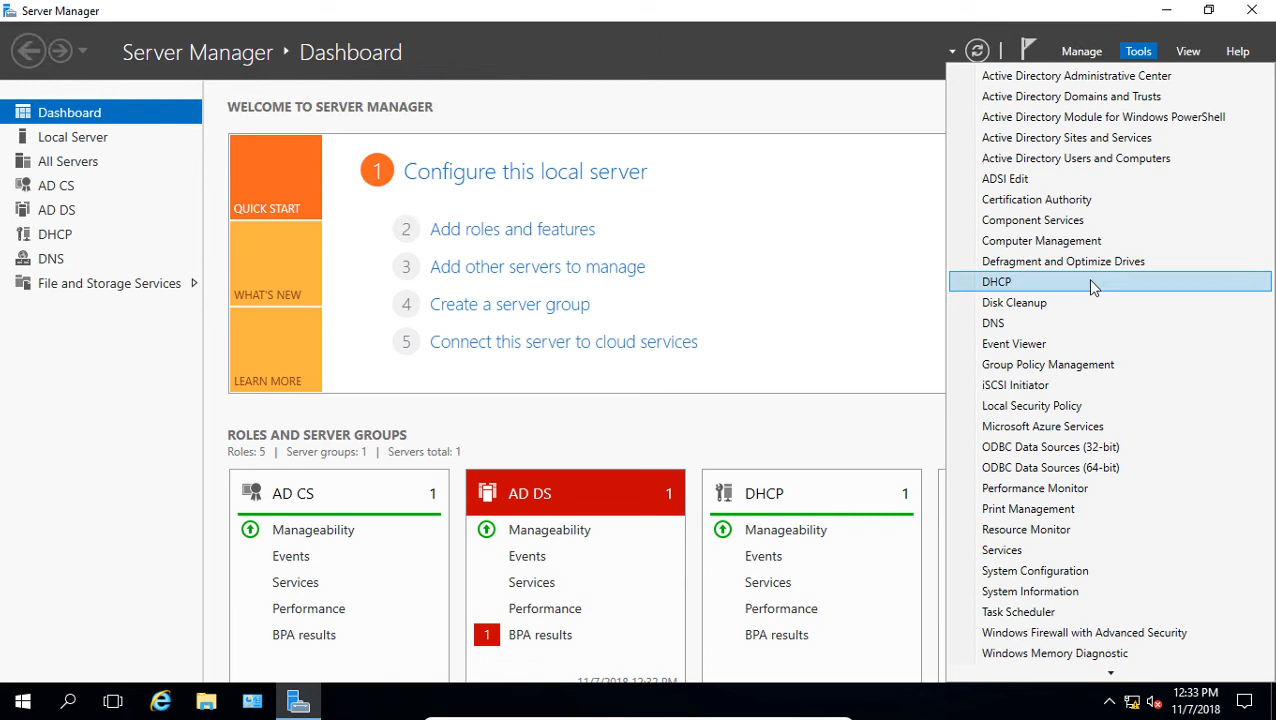 Server Manager
Server Manager ‣ Dashboard
Manage
Tools
View
Help
Dashboard
Local Server
All Servers
AD CS
AD DS
DHCP
DNS
File and Storage Services
WELCOME TO SERVER MANAGER
QUICK START
WHAT'S NEW
LEARN MORE
1 Configure this local server
2 Add roles and features
3 Add other servers to manage
4 Create a server group
5 Connect this server to cloud services
ROLES AND SERVER GROUPS
Roles: 5 | Server groups: 1 | Servers total: 1
AD CS 1
Manageability
Events
Services
Performance
BPA results
AD DS 1
Manageability
Events
Services
Performance
1 BPA results
11/7/2018 12:32 PM
DHCP 1
Manageability
Events
Services
Performance
BPA results
Active Directory Administrative Center
Active Directory Domains and Trusts
Active Directory Module for Windows PowerShell
Active Directory Sites and Services
Active Directory Users and Computers
ADSI Edit
Certification Authority
Component Services
Computer Management
Defragment and Optimize Drives
DHCP
Disk Cleanup
DNS
Event Viewer
Group Policy Management
iSCSI Initiator
Local Security Policy
Microsoft Azure Services
ODBC Data Sources (32-bit)
ODBC Data Sources (64-bit)
Performance Monitor
Print Management
Resource Monitor
Services
System Configuration
System Information
Task Scheduler
Windows Firewall with Advanced Security
Windows Memory Diagnostic
12:33 PM
11/7/2018